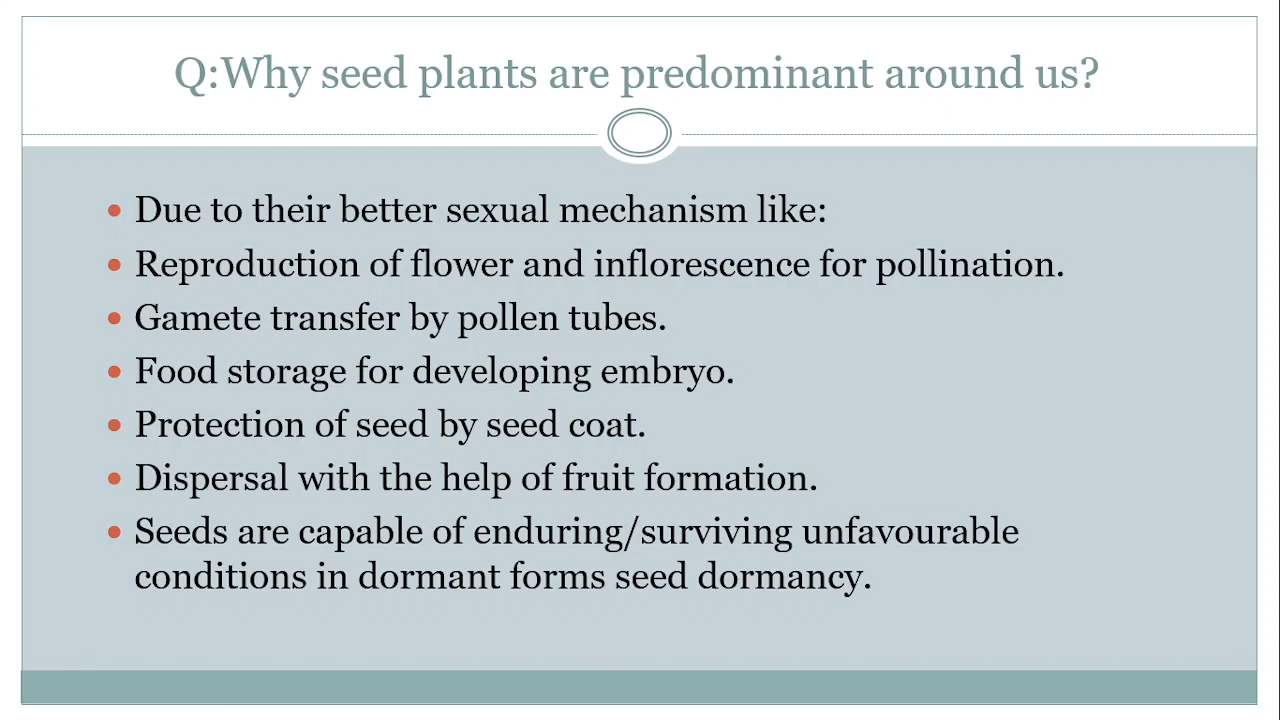 Q:Why seed plants are predominant around us?
• Due to their better sexual mechanism like:
• Reproduction of flower and inflorescence for pollination.
• Gamete transfer by pollen tubes.
• Food storage for developing embryo.
• Protection of seed by seed coat.
• Dispersal with the help of fruit formation.
• Seeds are capable of enduring/surviving unfavourable
conditions in dormant forms seed dormancy.